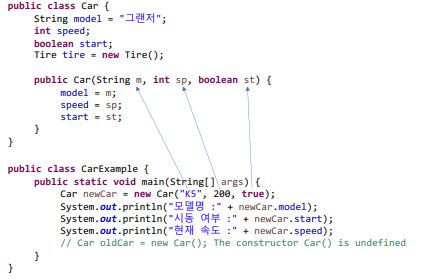 public class Car {
    String model = "그랜저";
    int speed;
    boolean start;
    Tire tire = new Tire();

    public Car(String m, int sp, boolean st) {
        model = m;
        speed = sp;
        start = st;
    }
}

public class CarExample {
    public static void main(String[] args) {
        Car newCar = new Car("K5", 200, true);
        System.out.println("모델명 :" + newCar.model);
        System.out.println("시동 여부 :" + newCar.start);
        System.out.println("현재 속도 :" + newCar.speed);
        // Car oldCar = new Car(); The constructor Car() is undefined
    }
}